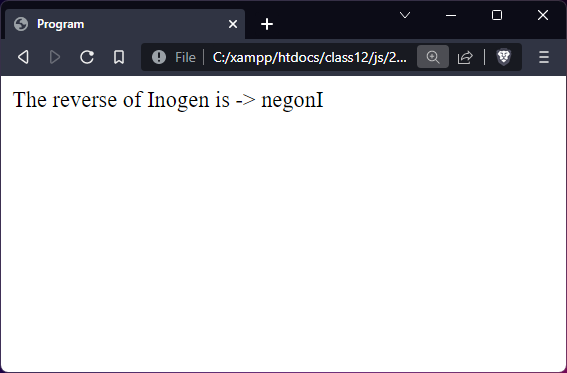 Program
File C:/xampp/htdocs/class12/js/2...
The reverse of Inogen is -> negonI